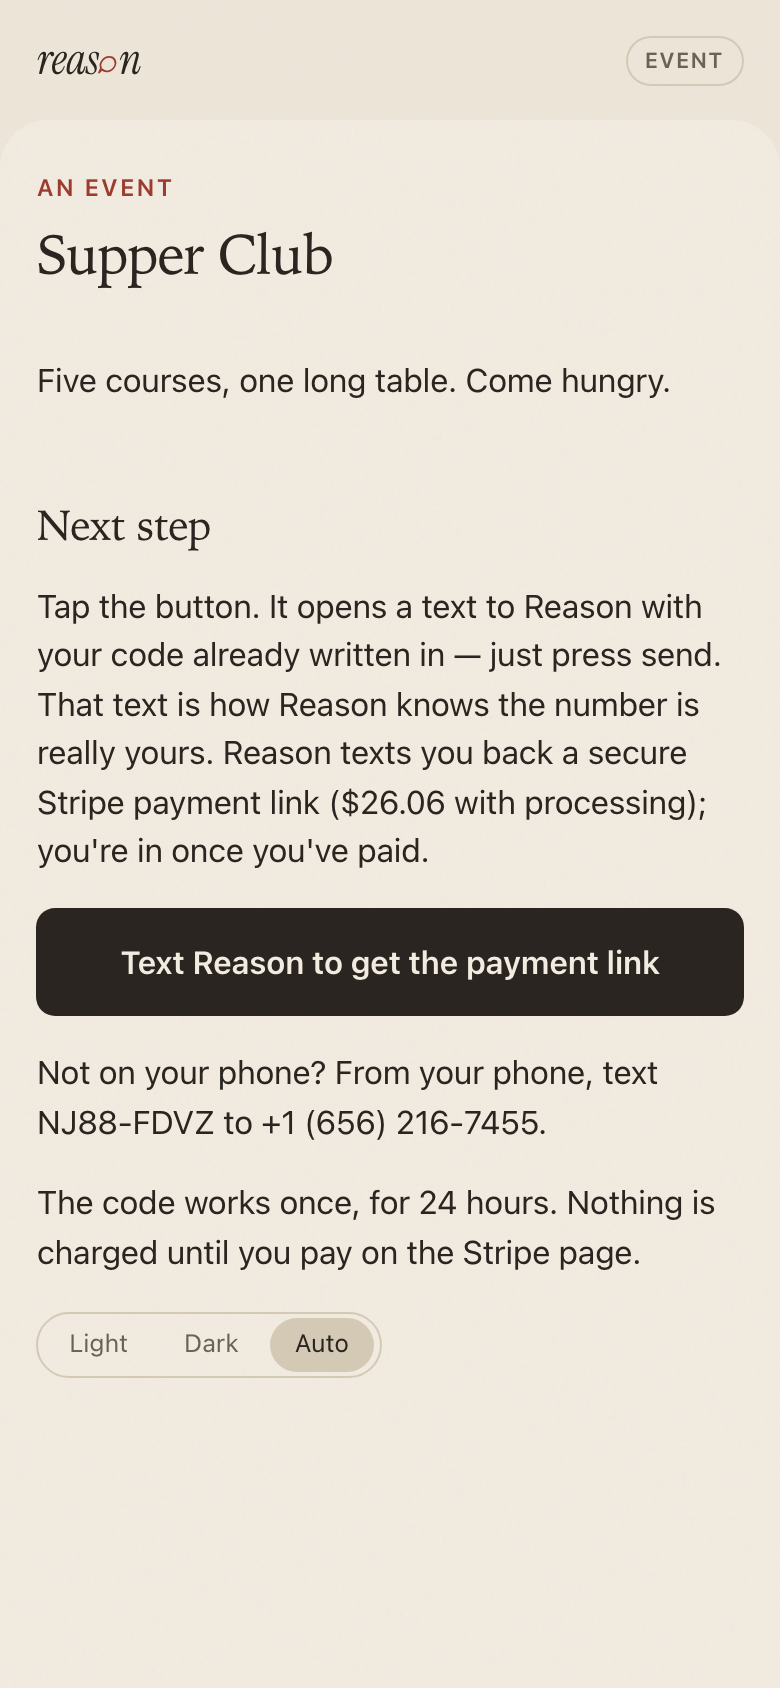 reason
EVENT
AN EVENT
Supper Club
Five courses, one long table. Come hungry.
Next step
Tap the button. It opens a text to Reason with
your code already written in — just press send.
That text is how Reason knows the number is
really yours. Reason texts you back a secure
Stripe payment link ($26.06 with processing);
you're in once you've paid.
Text Reason to get the payment link
Not on your phone? From your phone, text
NJ88-FDVZ to +1 (656) 216-7455.
The code works once, for 24 hours. Nothing is
charged until you pay on the Stripe page.
Light Dark Auto